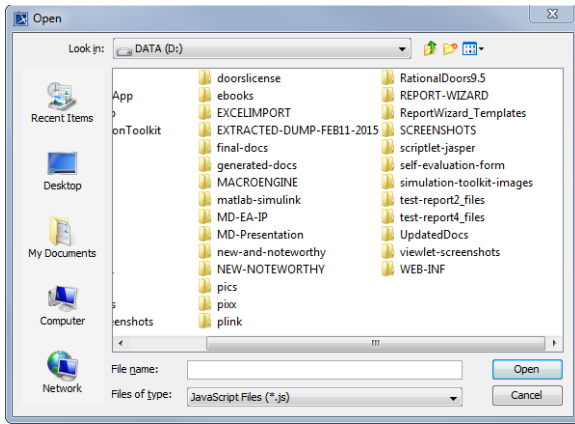 Open
Look in:
DATA (D:)
Recent Items
Desktop
My Documents
Computer
Network
App
onToolkit
enshots
doorslicense
ebooks
EXCELIMPORT
EXTRACTED-DUMP-FEB11-2015
final-docs
generated-docs
MACROENGINE
matlab-simulink
MD-EA-IP
MD-Presentation
new-and-noteworthy
NEW-NOTEWORTHY
pics
pixx
plink
RationalDoors9.5
REPORT-WIZARD
ReportWizard_Templates
SCREENSHOTS
scriptlet-jasper
self-evaluation-form
simulation-toolkit-images
test-report2_files
test-report4_files
UpdatedDocs
viewlet-screenshots
WEB-INF
File name:
Open
Files of type:
JavaScript Files (*.js)
Cancel